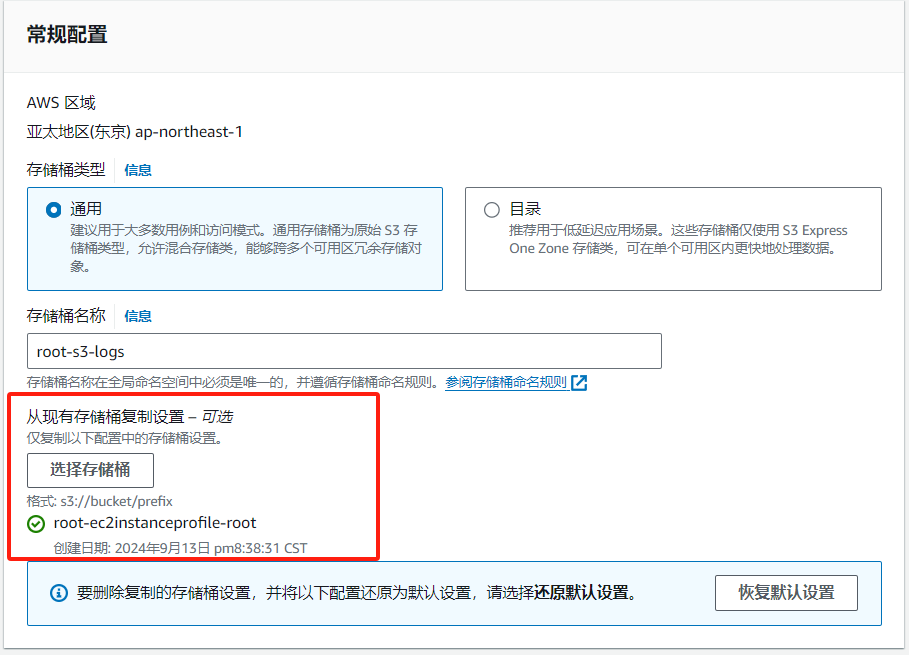 常规配置
AWS 区域
亚太地区(东京) ap-northeast-1
存储桶类型 信息
通用
建议用于大多数用例和访问模式。通用存储桶为原始 S3 存
储桶类型，允许混合存储类，能够跨多个可用区冗余存储对
象。
目录
推荐用于低延迟应用场景。这些存储桶仅使用 S3 Express
One Zone 存储类，可在单个可用区内更快地处理数据。
存储桶名称 信息
root-s3-logs
存储桶名称在全局命名空间中必须是唯一的，并遵循存储桶命名规则。参阅存储桶命名规则
从现有存储桶复制设置 – 可选
仅复制以下配置中的存储桶设置。
选择存储桶
格式: s3://bucket/prefix
root-ec2instanceprofile-root
创建日期: 2024年9月13日 pm8:38:31 CST
要删除复制的存储桶设置，并将以下配置还原为默认设置，请选择还原默认设置。
恢复默认设置